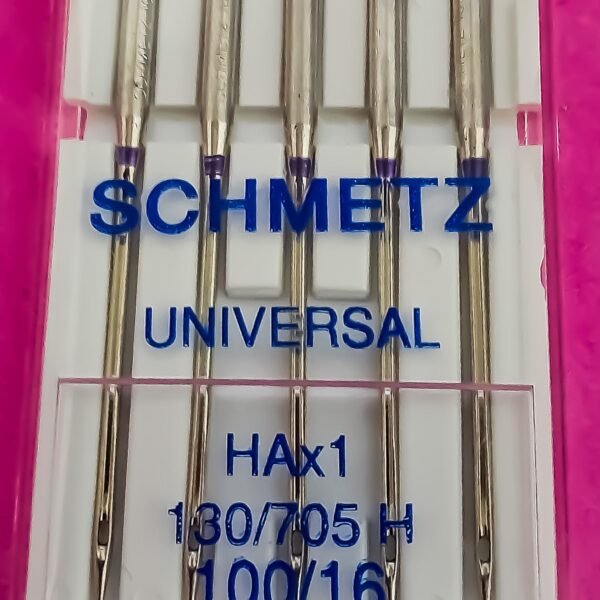 SCHMETZ
UNIVERSAL
HAx1
130/705 H
100/16